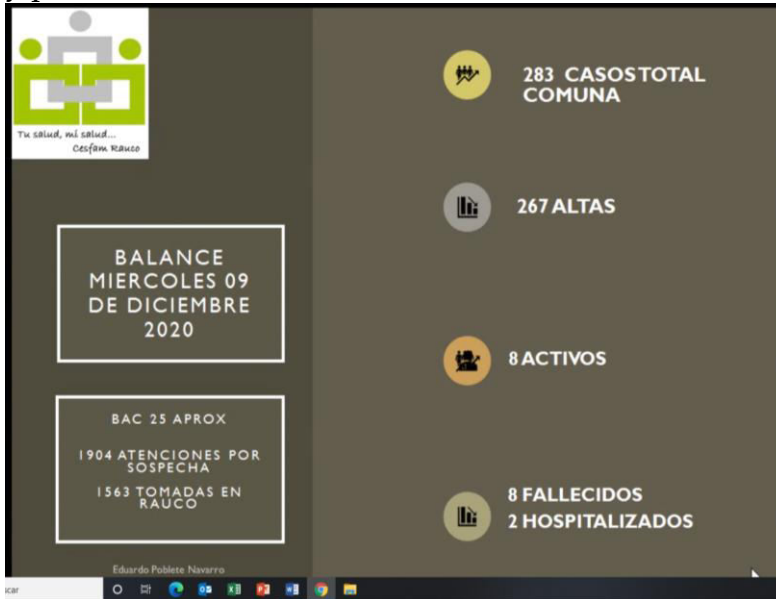 Tu salud, mi salud...
Cesfam Rauco
BALANCE
MIERCOLES 09
DE DICIEMBRE
2020
BAC 25 APROX
1904 ATENCIONES POR
SOSPECHA
1563 TOMADAS EN
RAUCO
Eduardo Poblete Navarro
283 CASOS TOTAL
COMUNA
267 ALTAS
8 ACTIVOS
8 FALLECIDOS
2 HOSPITALIZADOS